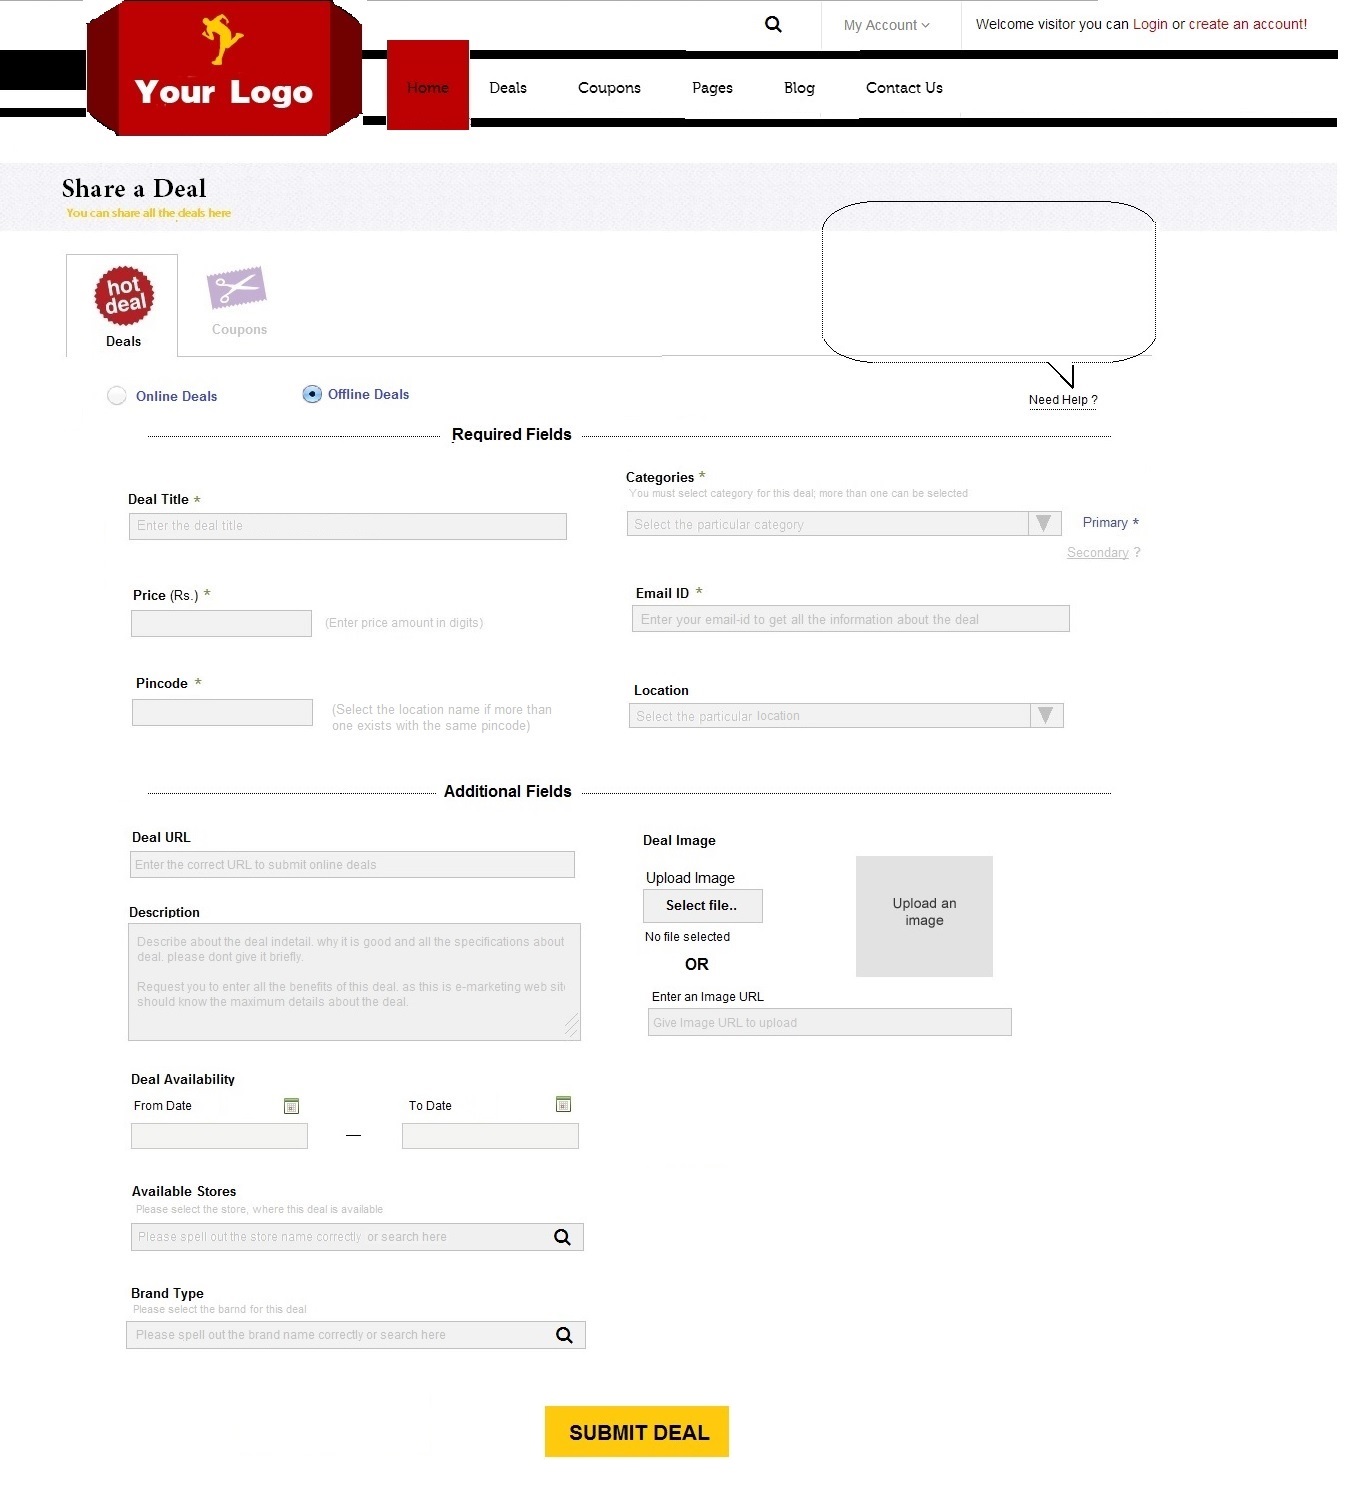 My Account
Welcome visitor you can Login or create an account!
Your Logo
Home
Deals
Coupons
Pages
Blog
Contact Us
Share a Deal
You can share all the deals here
hot
deal
Deals
Coupons
Online Deals
Offline Deals
Need Help ?
Required Fields
Deal Title *
Enter the deal title
Categories *
You must select category for this deal; more than one can be selected
Select the particular category
Primary *
Secondary ?
Price (Rs.) *
(Enter price amount in digits)
Email ID *
Enter your email-id to get all the information about the deal
Pincode *
(Select the location name if more than
one exists with the same pincode)
Location
Select the particular location
Additional Fields
Deal URL
Enter the correct URL to submit online deals
Description
Describe about the deal indetail. why it is good and all the specifications about
deal. please dont give it briefly.
Request you to enter all the benefits of this deal. as this is e-marketing web site
should know the maximum details about the deal.
Deal Image
Upload Image
Select file..
No file selected
OR
Upload an
image
Enter an Image URL
Give Image URL to upload
Deal Availability
From Date
To Date
—
Available Stores
Please select the store, where this deal is available
Please spell out the store name correctly or search here
Brand Type
Please select the barnd for this deal
Please spell out the brand name correctly or search here
SUBMIT DEAL